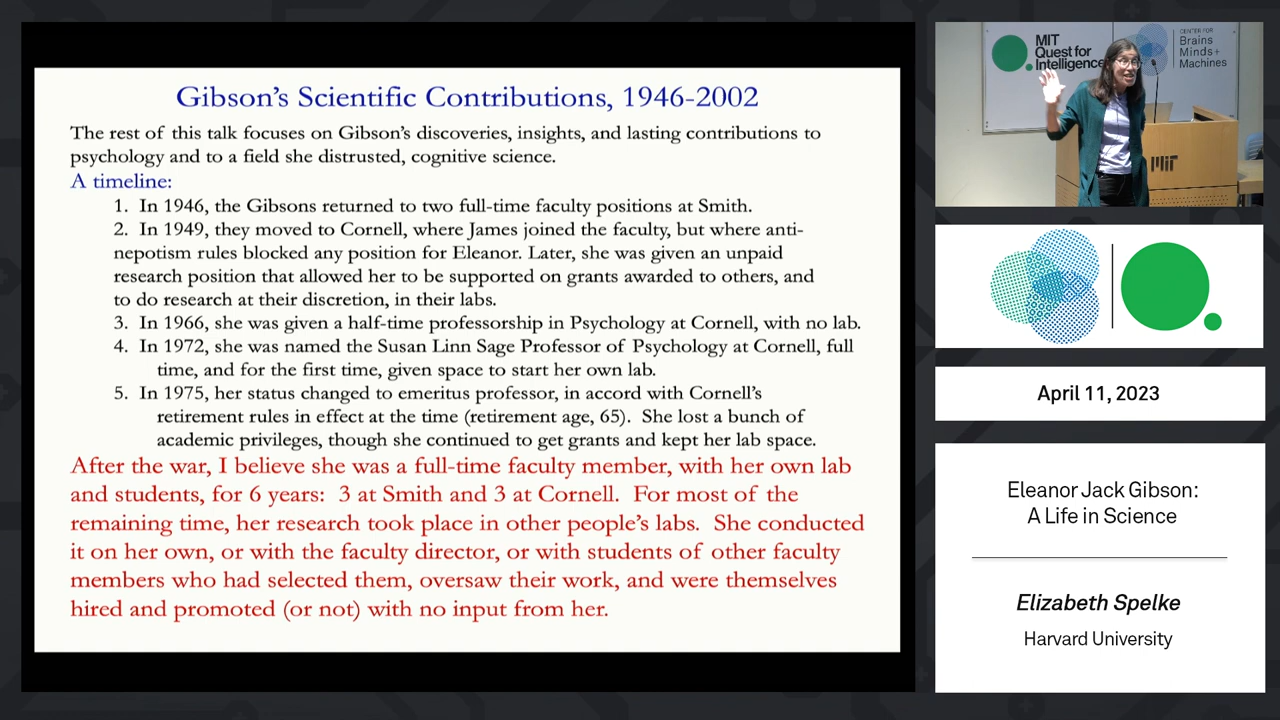 Gibson's Scientific Contributions, 1946-2002
The rest of this talk focuses on Gibson's discoveries, insights, and lasting contributions to
psychology and to a field she distrusted, cognitive science.
A timeline:
1. In 1946, the Gibsons returned to two full-time faculty positions at Smith.
2. In 1949, they moved to Cornell, where James joined the faculty, but where anti-
nepotism rules blocked any position for Eleanor. Later, she was given an unpaid
research position that allowed her to be supported on grants awarded to others, and
to do research at their discretion, in their labs.
3. In 1966, she was given a half-time professorship in Psychology at Cornell, with no lab.
4. In 1972, she was named the Susan Linn Sage Professor of Psychology at Cornell, full
time, and for the first time, given space to start her own lab.
5. In 1975, her status changed to emeritus professor, in accord with Cornell's
retirement rules in effect at the time (retirement age, 65). She lost a bunch of
academic privileges, though she continued to get grants and kept her lab space.
After the war, I believe she was a full-time faculty member, with her own lab
and students, for 6 years: 3 at Smith and 3 at Cornell. For most of the
remaining time, her research took place in other people's labs. She conducted
it on her own, or with the faculty director, or with students of other faculty
members who had selected them, oversaw their work, and were themselves
hired and promoted (or not) with no input from her.
MIT
Quest for
Intelligence
CENTER FOR
Brains
Minds+
Machines
MIT
April 11, 2023
Eleanor Jack Gibson:
A Life in Science
Elizabeth Spelke
Harvard University